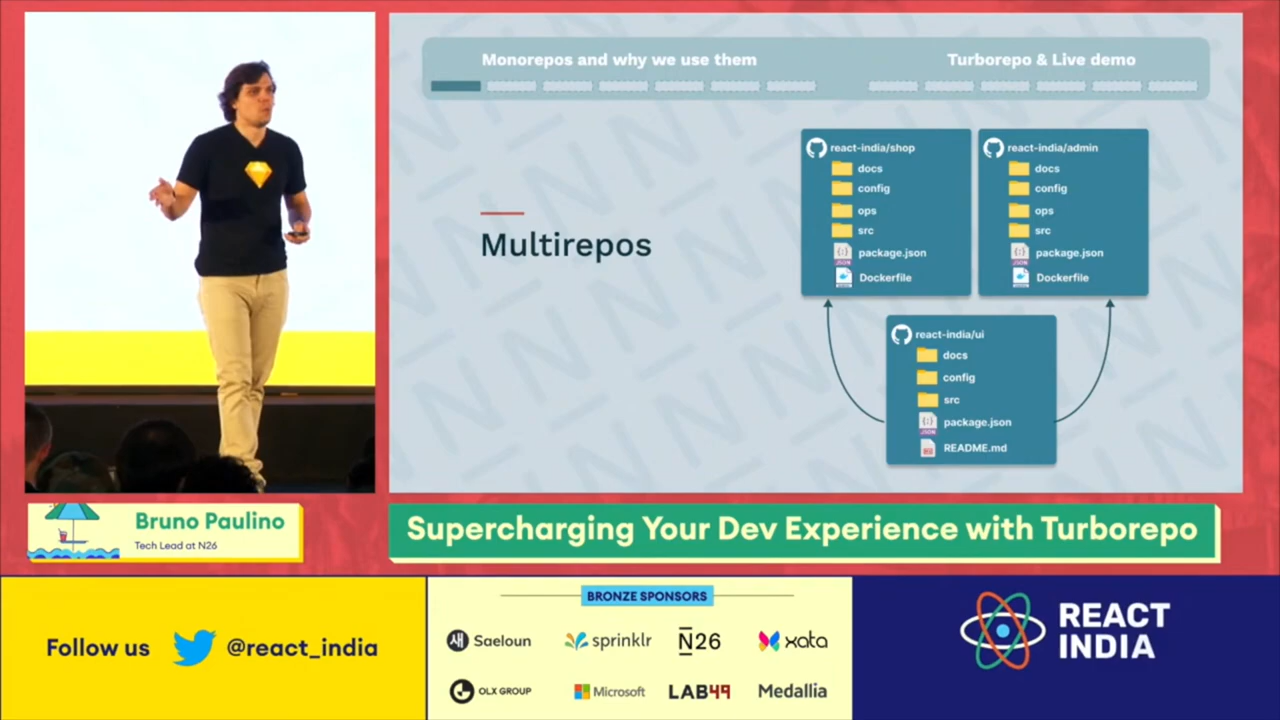 Monorepos and why we use them
Turborepo & Live demo
Multirepos
react-india/shop
docs
config
ops
src
package.json
Dockerfile
react-india/admin
docs
config
ops
src
package.json
Dockerfile
react-india/ui
docs
config
src
package.json
README.md
Bruno Paulino
Tech Lead at N26
Supercharging Your Dev Experience with Turborepo
Follow us @react_india
BRONZE SPONSORS
Saeloun sprinklr N26 xata
OLX GROUP Microsoft LAB49 Medallia
REACT
INDIA